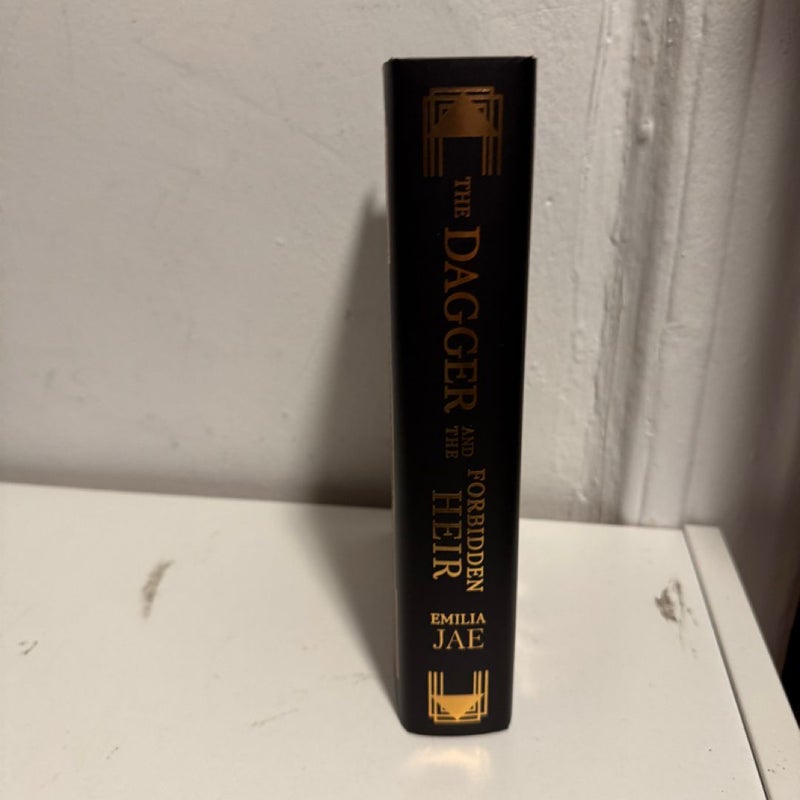 THE DAGGER
AND THE
FORBIDDEN
HEIR
EMILIA
JAE